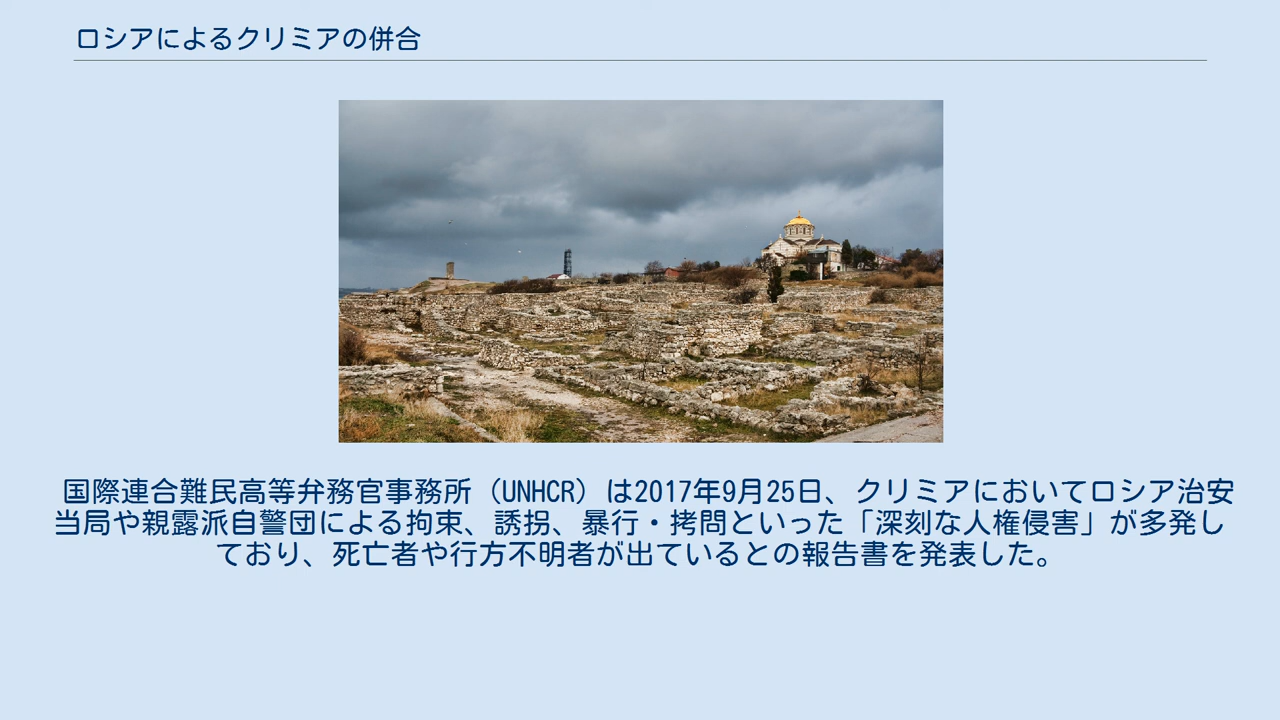 ロシアによるクリミアの併合
国際連合難民高等弁務官事務所（UNHCR）は2017年9月25日、クリミアにおいてロシア治安
当局や親露派自警団による拘束、誘拐、暴行・拷問といった「深刻な人権侵害」が多発し
ており、死亡者や行方不明者が出ているとの報告書を発表した。